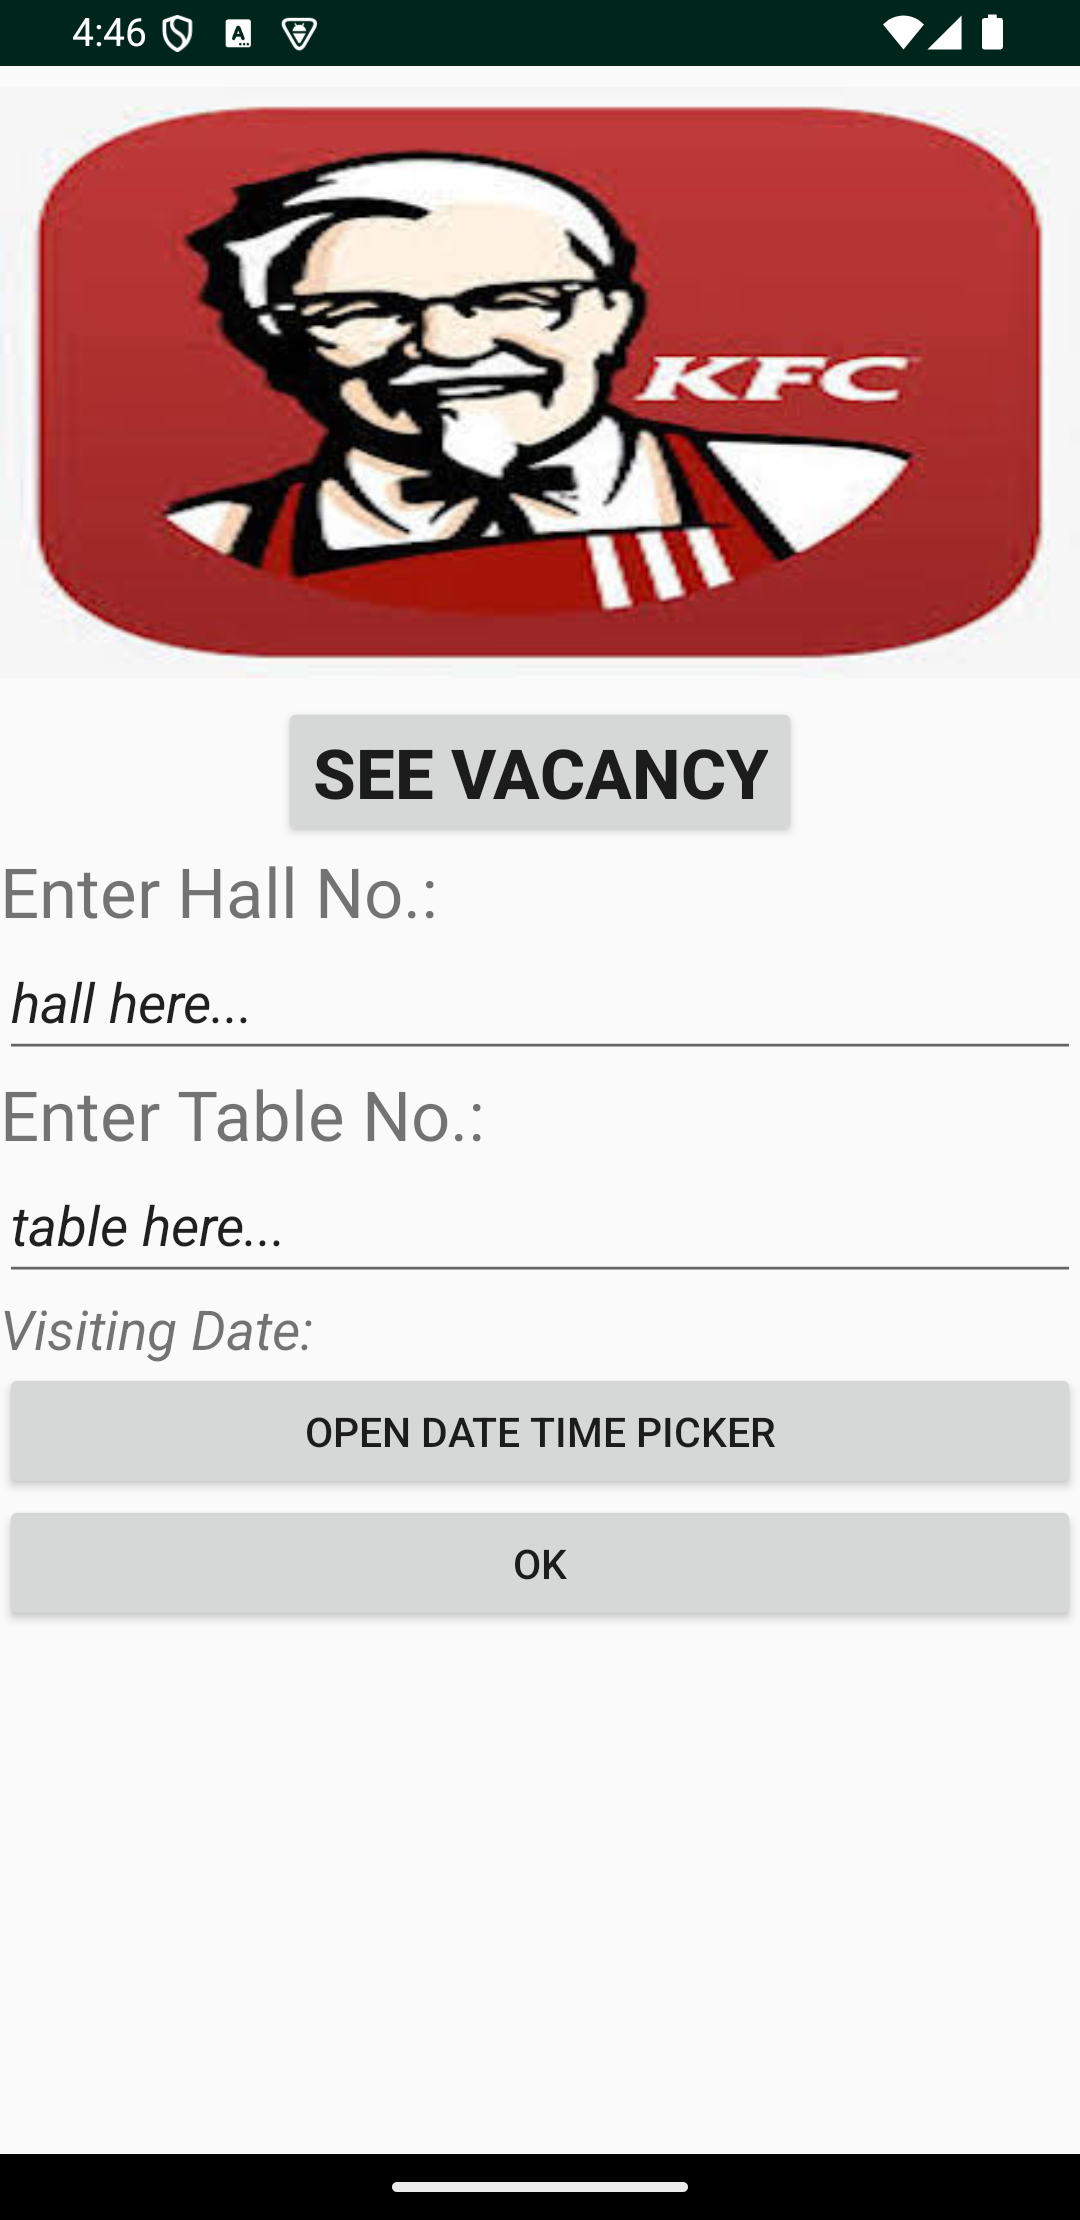 4:46
KFC
SEE VACANCY
Enter Hall No.:
hall here...
Enter Table No.:
table here...
Visiting Date:
OPEN DATE TIME PICKER
OK